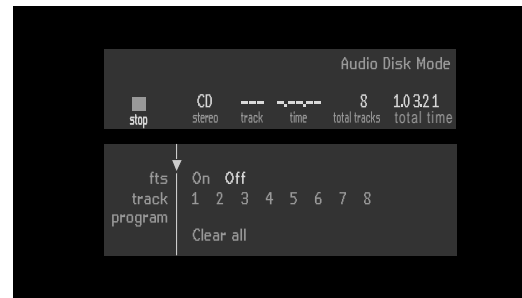 Audio Disk Mode
CD --- -.--.-- 8 1.03.21
stop stereo track time total tracks total time
fts On Off
track 1 2 3 4 5 6 7 8
program
Clear all